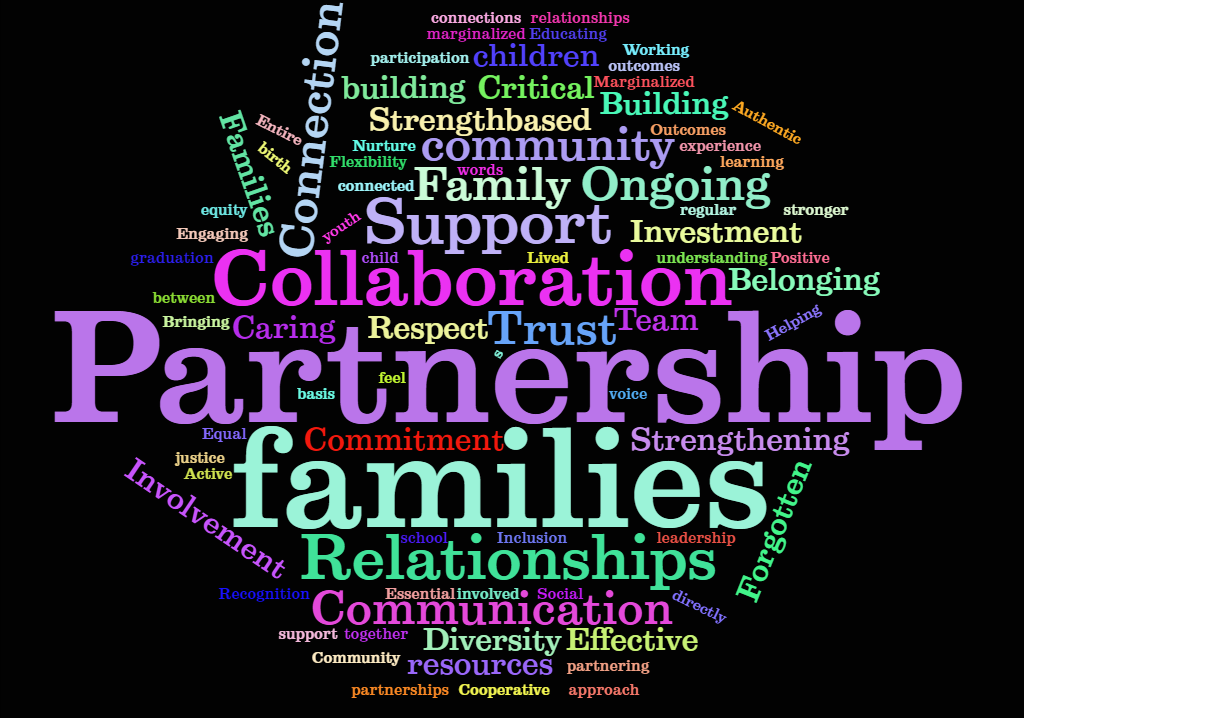 connections relationships
marginalized Educating
participation children Working
outcomes
building Critical Marginalized
Connection
Building Authentic
Strengthbased
Entire Families
Outcomes
birth Nurture community experience
Flexibility words learning
connected Family Ongoing
equity Support regular stronger
youth
Engaging Investment
graduation child Lived understanding Positive
Collaboration Belonging
between
Bringing Caring Respect Trust Team Helping
s
Partnership
feel
basis voice
Equal Commitment Strengthening
justice
Active families
Involvement Forgotten
school Inclusion leadership
Relationships
Recognition Essential involved Social directly
Communication
support together Diversity Effective
Community resources partnering
partnerships Cooperative approach